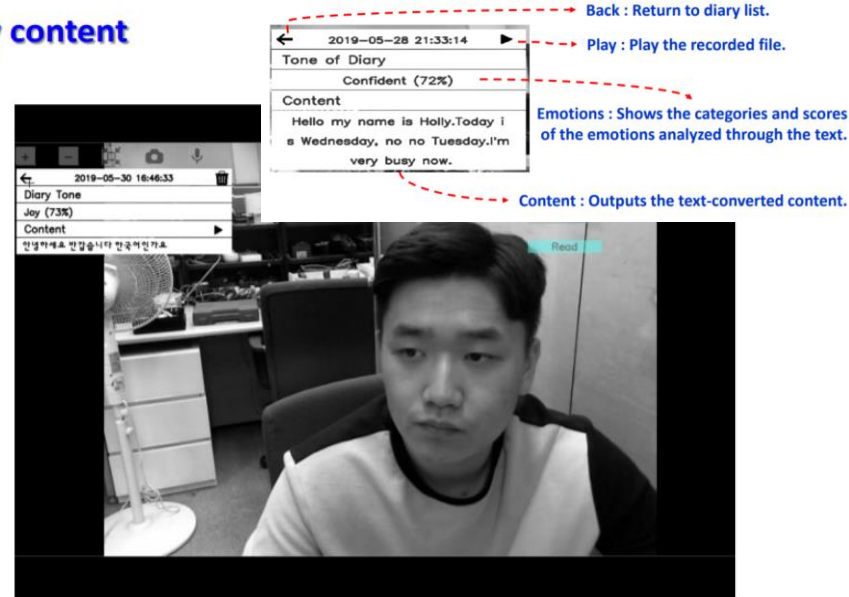 content
Back : Return to diary list.
Play : Play the recorded file.
2019-05-28 21:33:14
Tone of Diary
Confident (72%)
Content
Hello my name is Holly.Today i
s Wednesday, no no Tuesday.I'm
very busy now.
Emotions : Shows the categories and scores
of the emotions analyzed through the text.
Content : Outputs the text-converted content.
2019-05-30 16:46:33
Diary Tone
Joy (73%)
Content
안녕하세요 반갑습니다 한국어인가요
Read